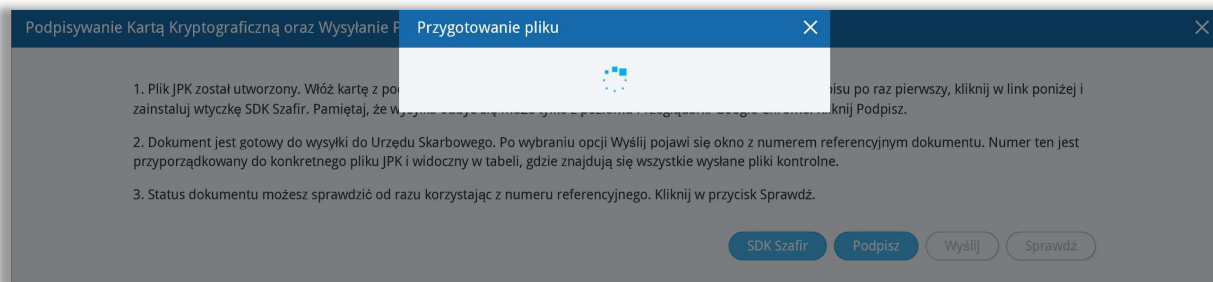 Podpisywanie Kartą Kryptograficzną oraz Wysyłanie
Przygotowanie pliku
1. Plik JPK został utworzony. Włóż kartę z
po raz pierwszy, kliknij w link poniżej i
zainstaluj wtyczkę SDK Szafir. Pamiętaj, że
Podpisz.
2. Dokument jest gotowy do wysyłki do Urzędu Skarbowego. Po wybraniu opcji Wyślij pojawi się okno z numerem referencyjnym dokumentu. Numer ten jest
przyporządkowany do konkretnego pliku JPK i widoczny w tabeli, gdzie znajdują się wszystkie wysłane pliki kontrolne.
3. Status dokumentu możesz sprawdzić od razu korzystając z numeru referencyjnego. Kliknij w przycisk Sprawdź.
SDK Szafir Podpisz Wyślij Sprawdź